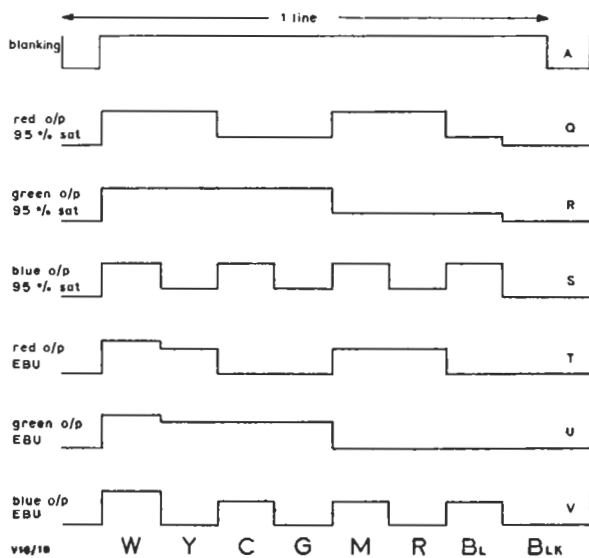 1 line
blanking
A
red o/p
95 % sat
Q
green o/p
95 % sat
R
blue o/p
95 % sat
S
red o/p
EBU
T
green o/p
EBU
U
blue o/p
EBU
V
V16/18
W Y C G M R BL BLK